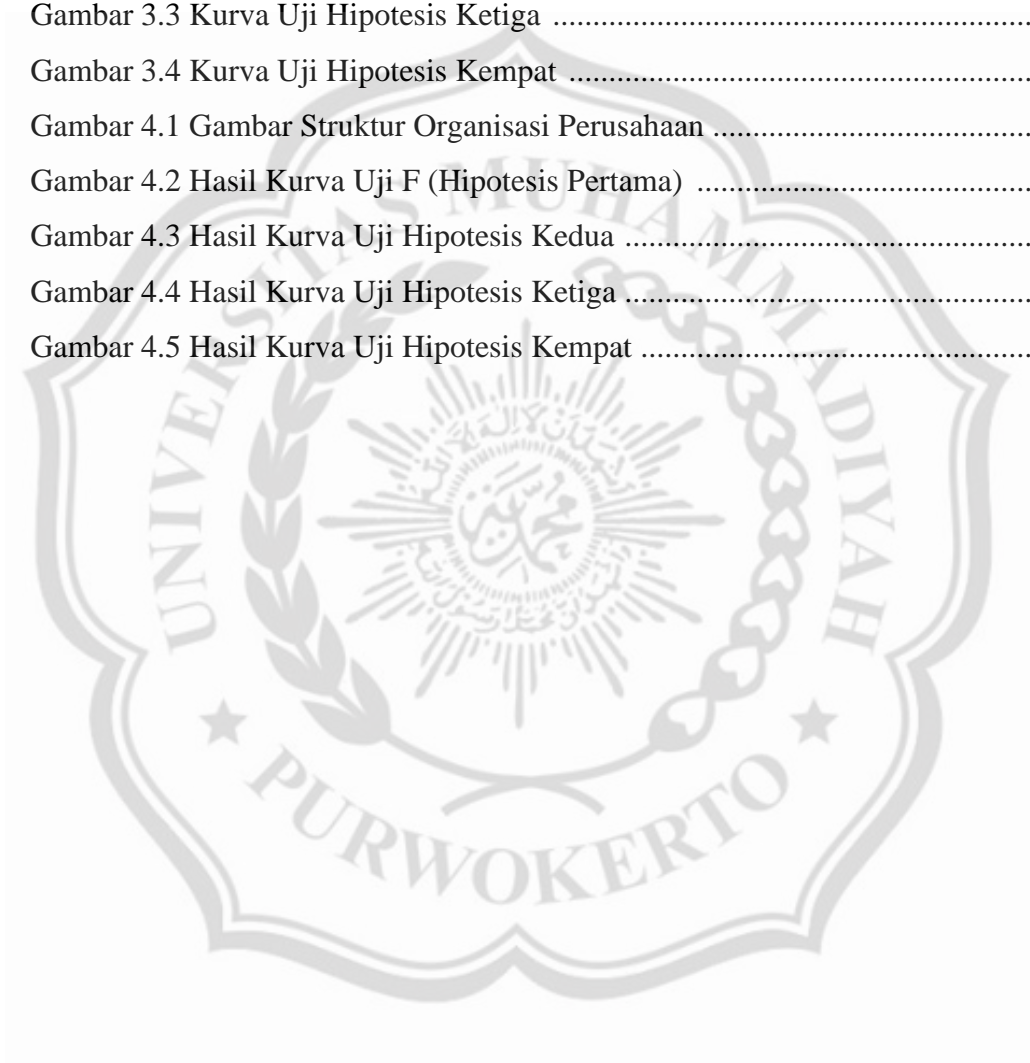 Gambar 3.3 Kurva Uji Hipotesis Ketiga ................................................................
Gambar 3.4 Kurva Uji Hipotesis Kempat ..............................................................
Gambar 4.1 Gambar Struktur Organisasi Perusahaan ...........................................
Gambar 4.2 Hasil Kurva Uji F (Hipotesis Pertama) .............................................
Gambar 4.3 Hasil Kurva Uji Hipotesis Kedua ......................................................
Gambar 4.4 Hasil Kurva Uji Hipotesis Ketiga ......................................................
Gambar 4.5 Hasil Kurva Uji Hipotesis Kempat ....................................................
UNIVERSITAS MUHAMMADIYAH
PURWOKERTO